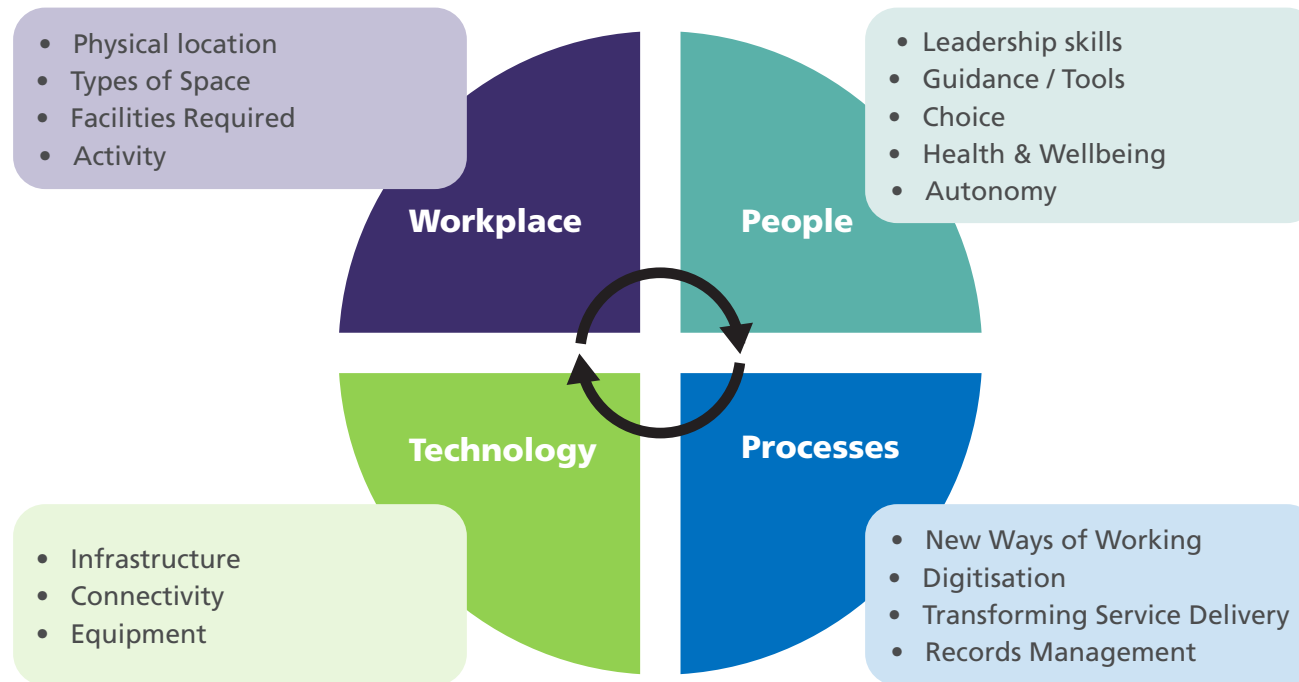 • Physical location
• Types of Space
• Facilities Required
• Activity
Workplace
• Leadership skills
• Guidance / Tools
• Choice
• Health & Wellbeing
• Autonomy
People
Technology
• Infrastructure
• Connectivity
• Equipment
Processes
• New Ways of Working
• Digitisation
• Transforming Service Delivery
• Records Management